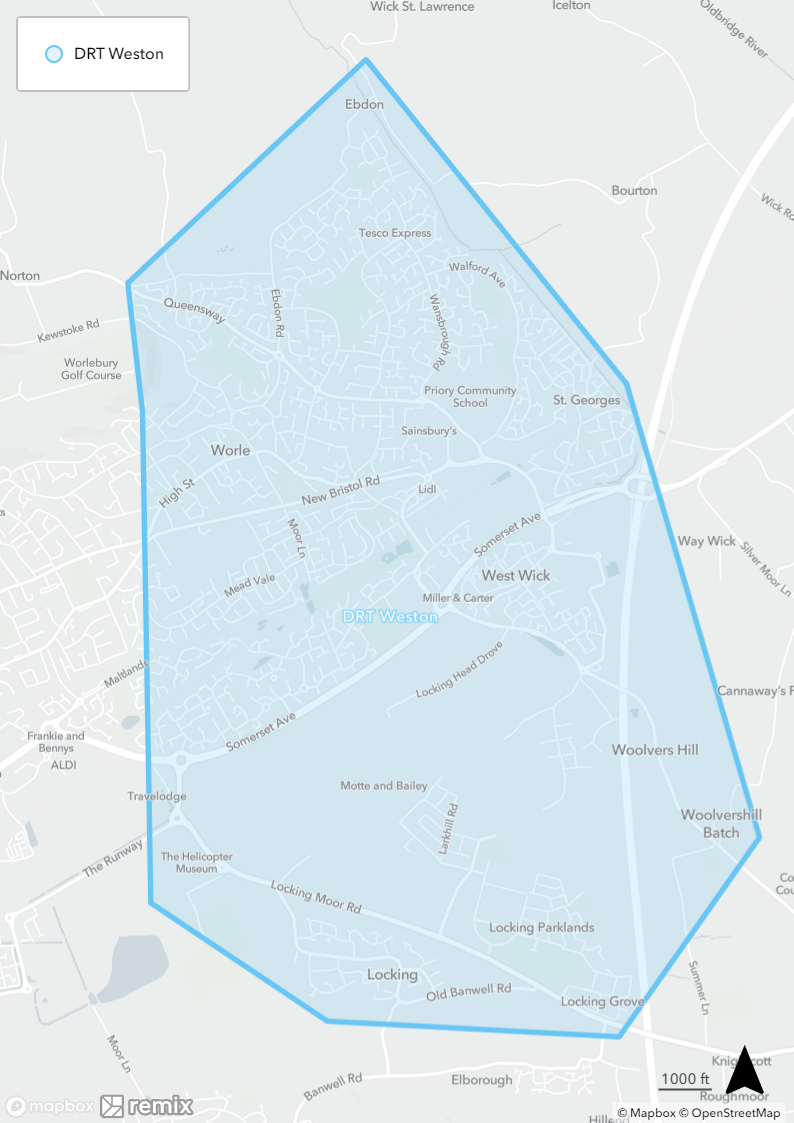 Wick St. Lawrence
Icelton
Oldbridge River
DRT Weston
Ebdon
Bourton
Wick Rd
Tesco Express
Norton
Walford Ave
Queensway
Ebdon Rd
Wansbrough Rd
Kewstoke Rd
Worlebury
Golf Course
Priory Community
School
St. Georges
Sainsbury's
Worle
High St
New Bristol Rd
Lidl
Moor Ln
Somerset Ave
Way Wick
Silver Moor Ln
Mead Vale
West Wick
Miller & Carter
DRT Weston
Locking Head Drove
Maltlands
Cannaway's F
Frankie and
Bennys
ALDI
Somerset Ave
Woolvers Hill
Travelodge
Motte and Bailey
Larkhill Rd
Woolvershill
Batch
The Runway
The Helicopter
Museum
Locking Moor Rd
Co
Cou
Locking Parklands
Locking
Old Banwell Rd
Locking Grove
Summer Ln
Moor Ln
Banwell Rd
Elborough
1000 ft
Roughmoor
mapbox
remix
© Mapbox © OpenStreetMap